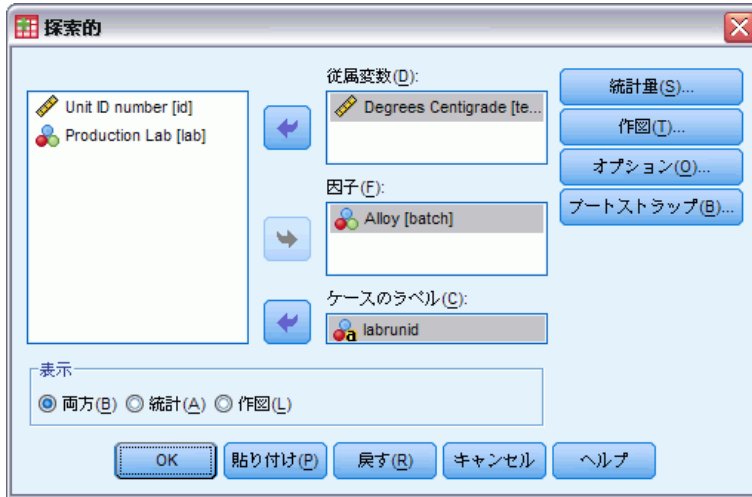 探索的
従属変数(D):
Unit ID number [id]
Production Lab [lab]
Degrees Centigrade [te...
因子(F):
Alloy [batch]
ケースのラベル(C):
labrunid
統計量(S)...
作図(T)...
オプション(O)...
ブートストラップ(B)...
表示
両方(B) 統計(A) 作図(L)
OK 貼り付け(P) 戻す(R) キャンセル ヘルプ